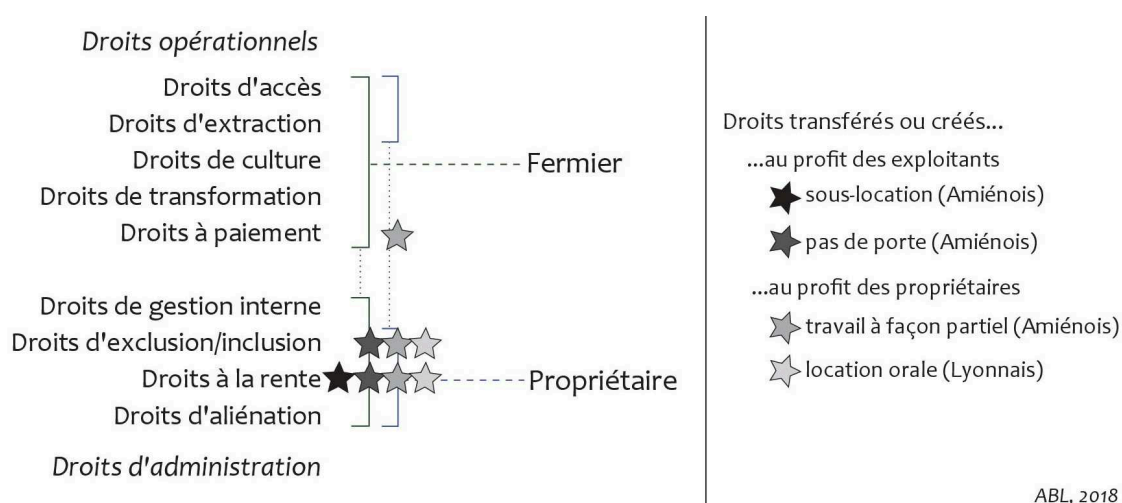 Droits opérationnels
Droits d'accès
Droits d'extraction
Droits de culture
Droits de transformation
Droits à paiement
Fermier
Droits de gestion interne
Droits d'exclusion/inclusion
Droits à la rente
Droits d'aliénation
Propriétaire
Droits d'administration
Droits transférés ou créés...
...au profit des exploitants
sous-location (Amiénois)
pas de porte (Amiénois)
...au profit des propriétaires
travail à façon partiel (Amiénois)
location orale (Lyonnais)
ABL, 2018